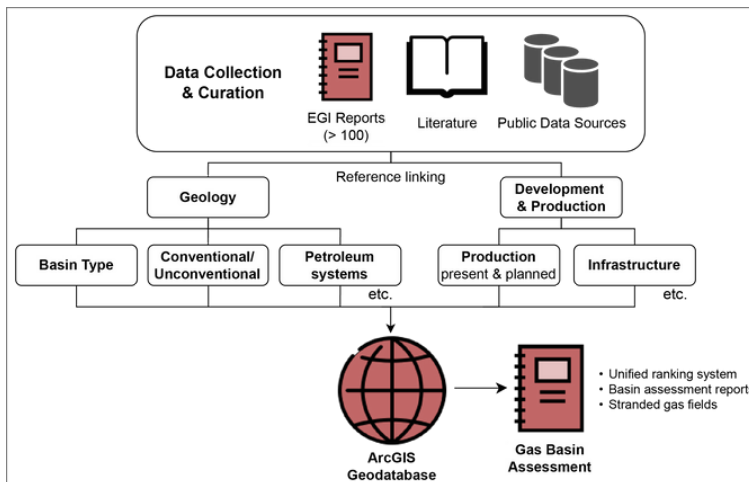 Data Collection
& Curation
EGI Reports
(> 100)
Literature
Public Data Sources
Reference linking
Geology
Development
& Production
Basin Type
Conventional/
Unconventional
Petroleum
systems
Production
present & planned
Infrastructure
etc.
etc.
ArcGIS
Geodatabase
Gas Basin
Assessment
• Unified ranking system
• Basin assessment report
• Stranded gas fields